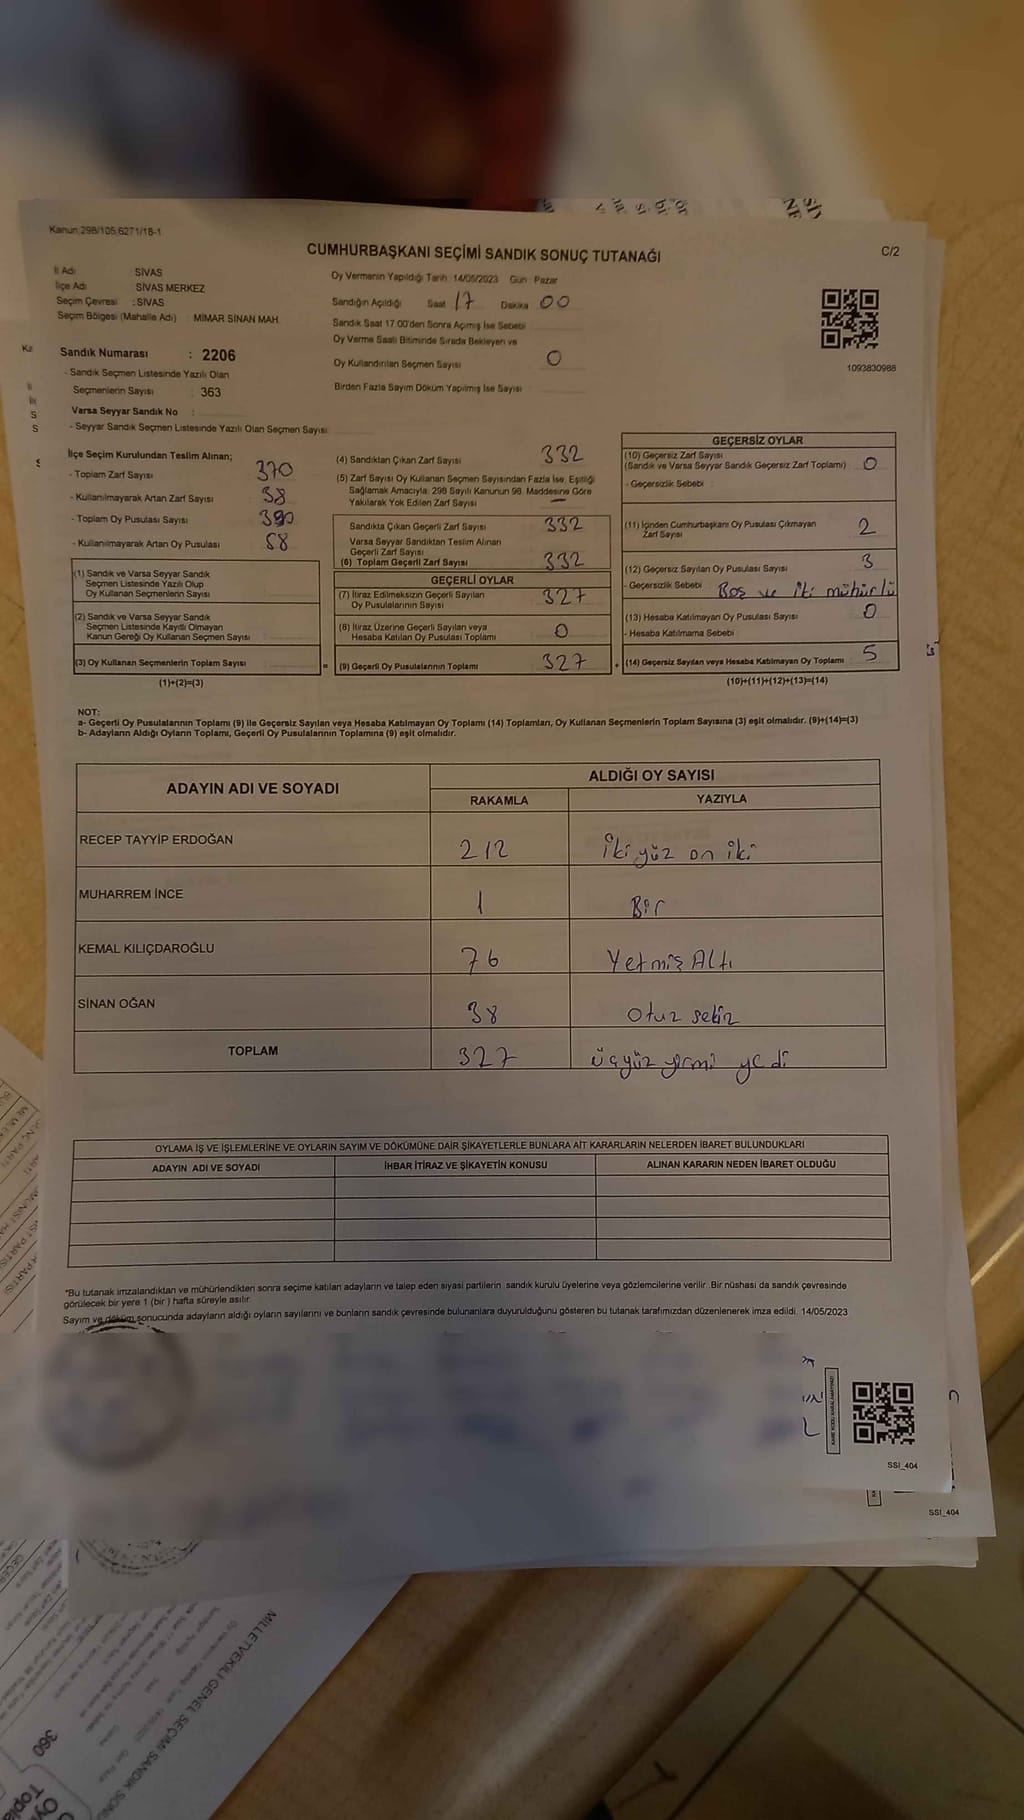 Kanun:298/105,6271/18-1
CUMHURBAŞKANI SEÇİMİ SANDIK SONUÇ TUTANAĞI
C/2
İl Adı : SİVAS
İlçe Adı : SİVAS MERKEZ
Seçim Çevresi : SİVAS
Seçim Bölgesi (Mahalle Adı) : MİMAR SİNAN MAH.
Sandık Numarası : 2206
- Sandık Seçmen Listesinde Yazılı Olan
Seçmenlerin Sayısı : 363
Varsa Seyyar Sandık No :
- Seyyar Sandık Seçmen Listesinde Yazılı Olan Seçmen Sayısı
Oy Vermenin Yapıldığı Tarih : 14/05/2023 Gün : Pazar
Sandığın Açıldığı Saat 17 Dakika 00
Sandık Saat 17.00'den Sonra Açılmış İse Sebebi
Oy Verme Saati Bitiminde Sırada Bekleyen ve
Oy Kullandırılan Seçmen Sayısı 0
Birden Fazla Sayım Döküm Yapılmış İse Sayısı
1093830988
İlçe Seçim Kurulundan Teslim Alınan;
- Toplam Zarf Sayısı 370
- Kullanılmayarak Artan Zarf Sayısı 38
- Toplam Oy Pusulası Sayısı 390
- Kullanılmayarak Artan Oy Pusulası 58
(1) Sandık ve Varsa Seyyar Sandık
Seçmen Listesinde Yazılı Olup
Oy Kullanan Seçmenlerin Sayısı
(2) Sandık ve Varsa Seyyar Sandık
Seçmen Listesinde Kaydı Olmayan
Kanun Gereği Oy Kullanan Seçmen Sayısı
(3) Oy Kullanan Seçmenlerin Toplam Sayısı =
(1)+(2)=(3)
(4) Sandıktan Çıkan Zarf Sayısı 332
(5) Zarf Sayısı Oy Kullanan Seçmen Sayısından Fazla İse, Eşitliği
Sağlamak Amacıyla; 298 Sayılı Kanunun 98. Maddesine Göre
Yakılarak Yok Edilen Zarf Sayısı —
Sandıkta Çıkan Geçerli Zarf Sayısı 332
Varsa Seyyar Sandıktan Teslim Alınan
Geçerli Zarf Sayısı
(6) Toplam Geçerli Zarf Sayısı 332
GEÇERLİ OYLAR
(7) İtiraz Edilmeksizin Geçerli Sayılan
Oy Pusulalarının Sayısı 327
(8) İtiraz Üzerine Geçerli Sayılan veya
Hesaba Katılan Oy Pusulası Toplamı 0
(9) Geçerli Oy Pusulalarının Toplamı 327 +
GEÇERSİZ OYLAR
(10) Geçersiz Zarf Sayısı
(Sandık ve Varsa Seyyar Sandık Geçersiz Zarf Toplamı) 0
- Geçersizlik Sebebi :
(11) İçinden Cumhurbaşkanı Oy Pusulası Çıkmayan
Zarf Sayısı 2
(12) Geçersiz Sayılan Oy Pusulası Sayısı 3
- Geçersizlik Sebebi : Boş ve iki mühürlü
(13) Hesaba Katılmayan Oy Pusulası Sayısı 0
- Hesaba Katılmama Sebebi :
(14) Geçersiz Sayılan veya Hesaba Katılmayan Oy Toplamı 5
(10)+(11)+(12)+(13)=(14)
NOT:
a- Geçerli Oy Pusulalarının Toplamı (9) ile Geçersiz Sayılan veya Hesaba Katılmayan Oy Toplamı (14) Toplamları, Oy Kullanan Seçmenlerin Toplam Sayısına (3) eşit olmalıdır. (9)+(14)=(3)
b- Adayların Aldığı Oyların Toplamı, Geçerli Oy Pusulalarının Toplamına (9) eşit olmalıdır.
ADAYIN ADI VE SOYADI
ALDIĞI OY SAYISI
RAKAMLA YAZIYLA
RECEP TAYYİP ERDOĞAN 212 İki yüz on iki
MUHARREM İNCE 1 Bir
KEMAL KILIÇDAROĞLU 76 Yetmiş Altı
SİNAN OĞAN 38 Otuz sekiz
TOPLAM 327 üçyüz yirmi yedi
OYLAMA İŞ VE İŞLEMLERİNE VE OYLARIN SAYIM VE DÖKÜMÜNE DAİR ŞİKAYETLERLE BUNLARA AİT KARARLARIN NELERDEN İBARET BULUNDUKLARI
ADAYIN ADI VE SOYADI İHBAR İTİRAZ VE ŞİKAYETİN KONUSU ALINAN KARARIN NEDEN İBARET OLDUĞU
*Bu tutanak imzalandıktan ve mühürlendikten sonra seçime katılan adayların ve talep eden siyasi partilerin sandık kurulu üyelerine veya gözlemcilerine verilir. Bir nüshası da sandık çevresinde
görülecek bir yere 1 (bir ) hafta süreyle asılır.
Sayım ve döküm sonucunda adayların aldığı oyların sayılarını ve bunların sandık çevresinde bulunanlara duyurulduğunu gösteren bu tutanak tarafımızdan düzenlenerek imza edildi. 14/05/2023
KARE KODU KARALAMAYINIZ!
SSI_404
SSI_404
MİLLETVEKİLİ GENEL SEÇİMİ SANDIK SONU
360